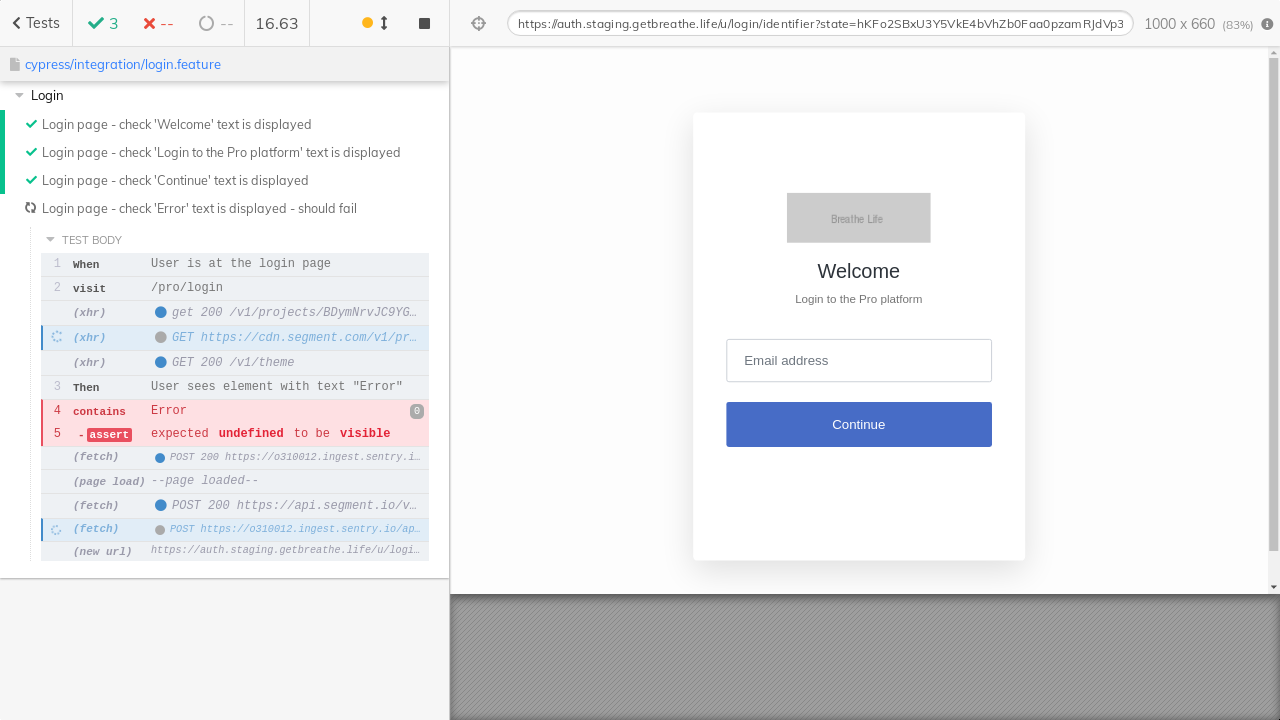 Tests 3 -- -- 16.63
https://auth.staging.getbreathe.life/u/login/identifier?state=hKFo2SBxU3Y5VkE4bVhZb0Faa0pzamRJdVp3 1000 x 660 (83%)
cypress/integration/login.feature
Login
Login page - check 'Welcome' text is displayed
Login page - check 'Login to the Pro platform' text is displayed
Login page - check 'Continue' text is displayed
Login page - check 'Error' text is displayed - should fail
TEST BODY
1 When User is at the login page
2 visit /pro/login
(xhr) get 200 /v1/projects/BDymNrvJC9YG…
(xhr) GET https://cdn.segment.com/v1/pr…
(xhr) GET 200 /v1/theme
3 Then User sees element with text "Error"
4 contains Error 0
5 - assert expected undefined to be visible
(fetch) POST 200 https://o310012.ingest.sentry.i…
(page load) --page loaded--
(fetch) POST 200 https://api.segment.io/v…
(fetch) POST https://o310012.ingest.sentry.io/ap…
(new url) https://auth.staging.getbreathe.life/u/logi…
Breathe Life
Welcome
Login to the Pro platform
Email address
Continue